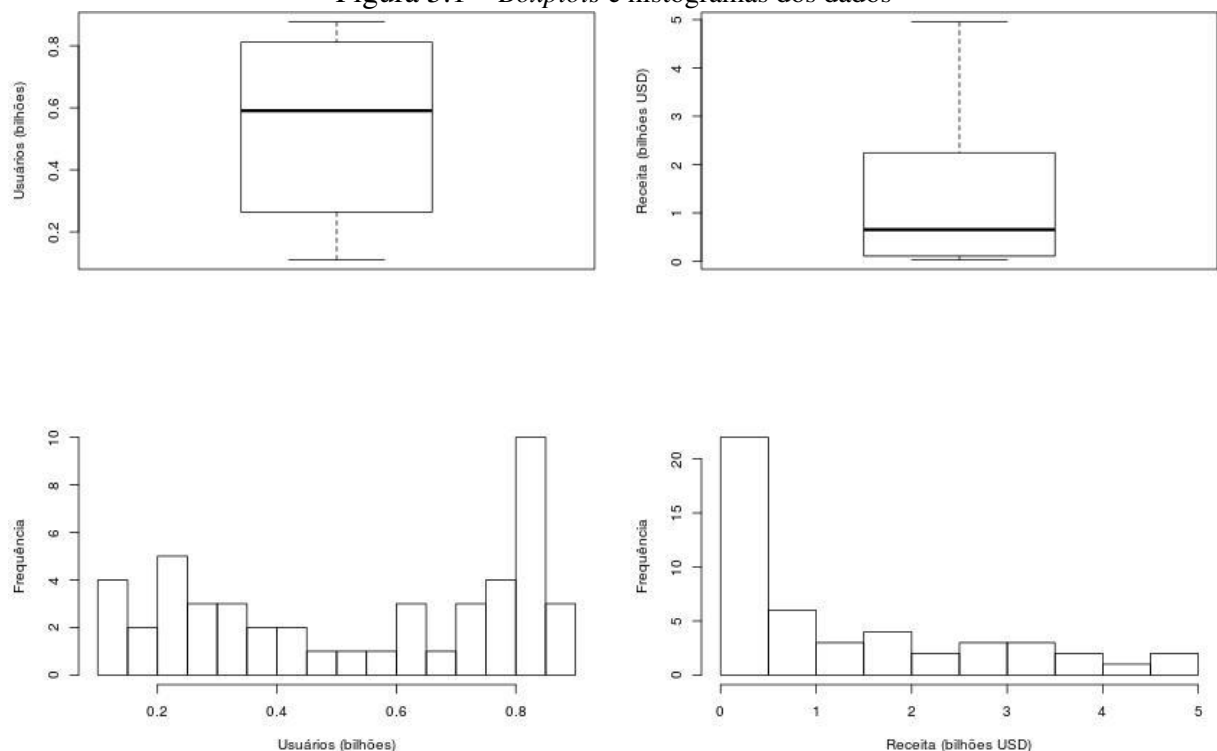 Figura 5.1 – Boxplots e histogramas dos dados
Usuários (bilhões)
0.2
0.4
0.6
0.8
Receita (bilhões USD)
0
1
2
3
4
5
Frequência
0
2
4
6
8
10
0.2 0.4 0.6 0.8
Usuários (bilhões)
Frequência
0
5
10
15
20
0 1 2 3 4 5
Receita (bilhões USD)